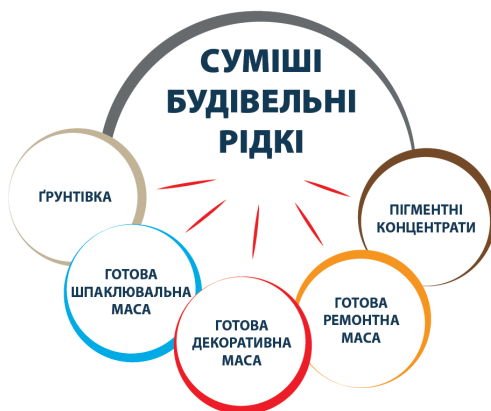 СУМІШІ
БУДІВЕЛЬНІ
РІДКІ
ҐРУНТІВКА
ГОТОВА
ШПАКЛЮВАЛЬНА
МАСА
ГОТОВА
ДЕКОРАТИВНА
МАСА
ГОТОВА
РЕМОНТНА
МАСА
ПІГМЕНТНІ
КОНЦЕНТРАТИ